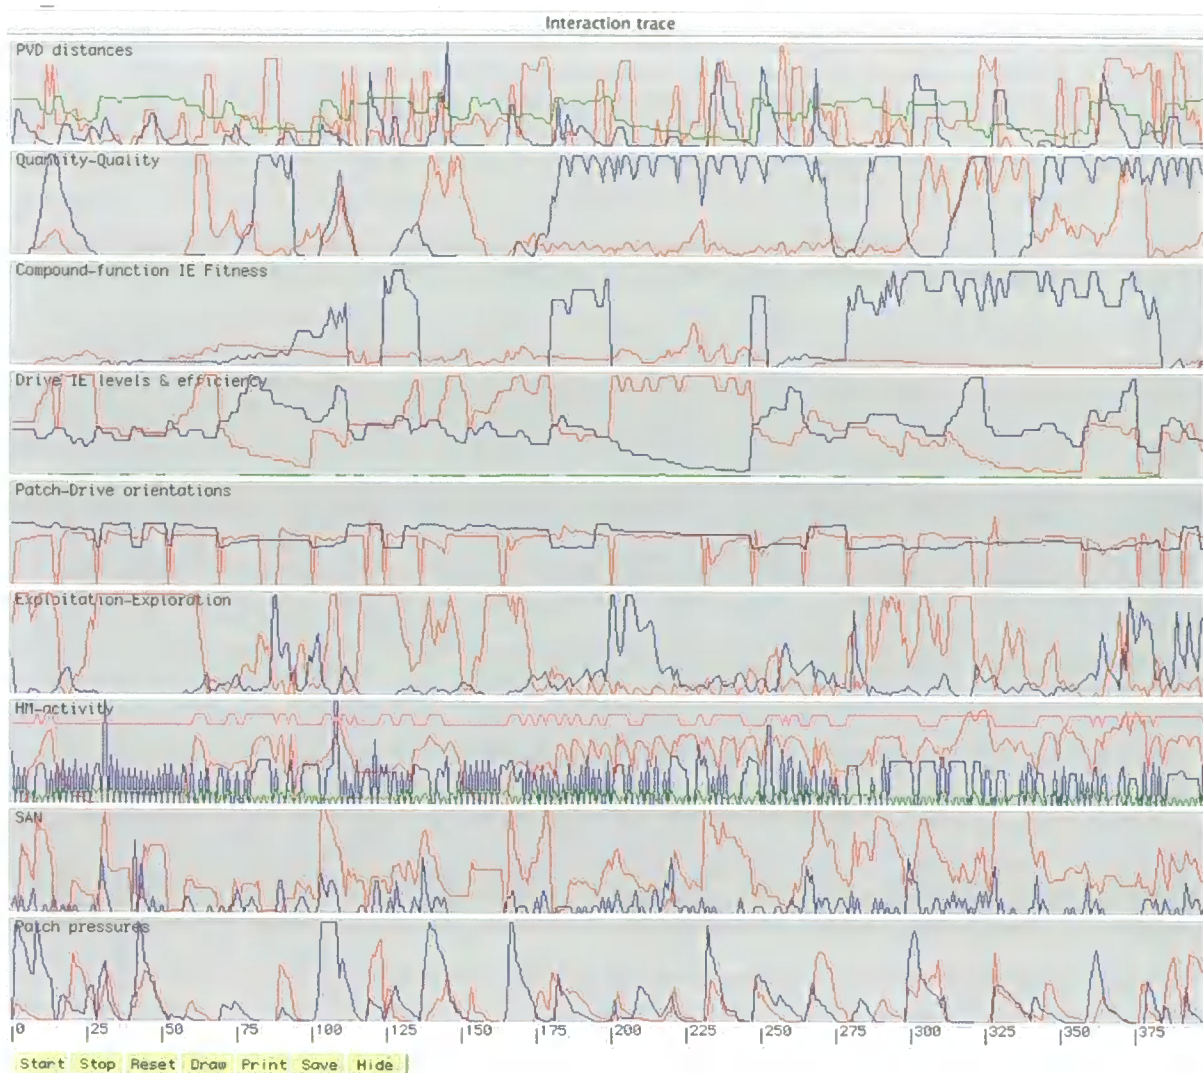 Interaction trace
PVD distances
Quantity-Quality
Compound-function IE Fitness
Drive IE levels & efficiency
Patch-Drive orientations
Exploitation-Exploration
HM-activity
SAN
Patch pressures
0 25 50 75 100 125 150 175 200 225 250 275 300 325 350 375
Start Stop Reset Draw Print Save Hide